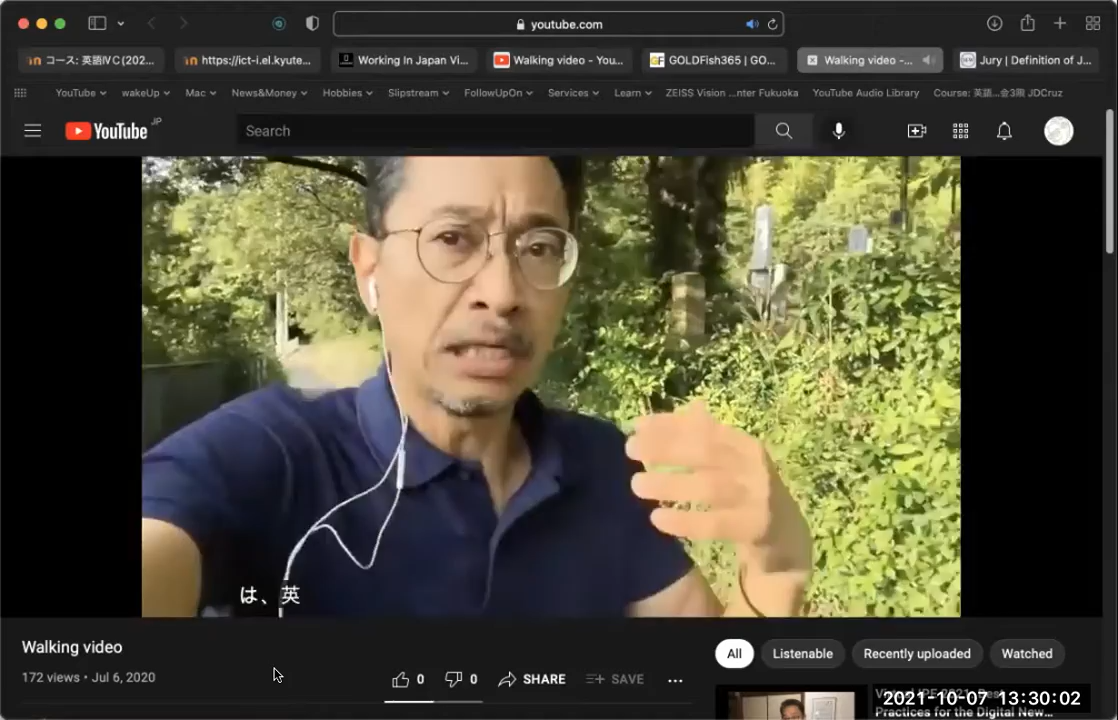 youtube.com
コース: 英語IVC(202...
https://ict-i.el.kyute...
Working In Japan Vi...
Walking video - You...
GOLDFish365 | GO...
Walking video -...
Jury | Definition of J...
YouTube
wakeUp
Mac
News&Money
Hobbies
Slipstream
FollowUpOn
Services
Learn
ZEISS Vision ...nter Fukuoka
YouTube Audio Library
Course: 英語...会3階 JDCruz
YouTube JP
Search
は、英
Walking video
172 views • Jul 6, 2020
0
0
SHARE
SAVE
All
Listenable
Recently uploaded
Watched
2021-10-07 13:30:02
Practices for the Digital New...